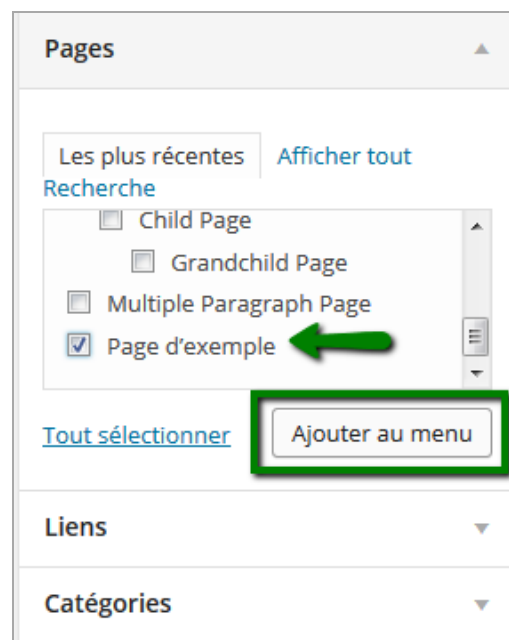 Pages
Les plus récentes Afficher tout
Recherche
Child Page
Grandchild Page
Multiple Paragraph Page
Page d'exemple
Tout sélectionner Ajouter au menu
Liens
Catégories